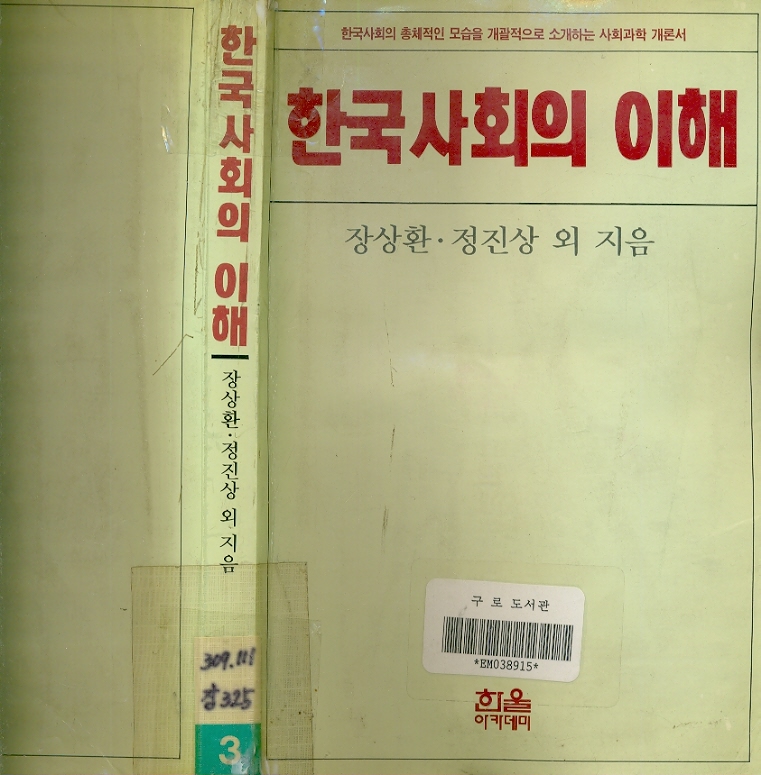 한국사회의 이해
장상환·정진상 외 지음
309.111
장325
3
한국사회의 총체적인 모습을 개괄적으로 소개하는 사회과학 개론서
한국사회의 이해
장상환·정진상 외 지음
구로도서관
*EM038915*
한울
아카데미